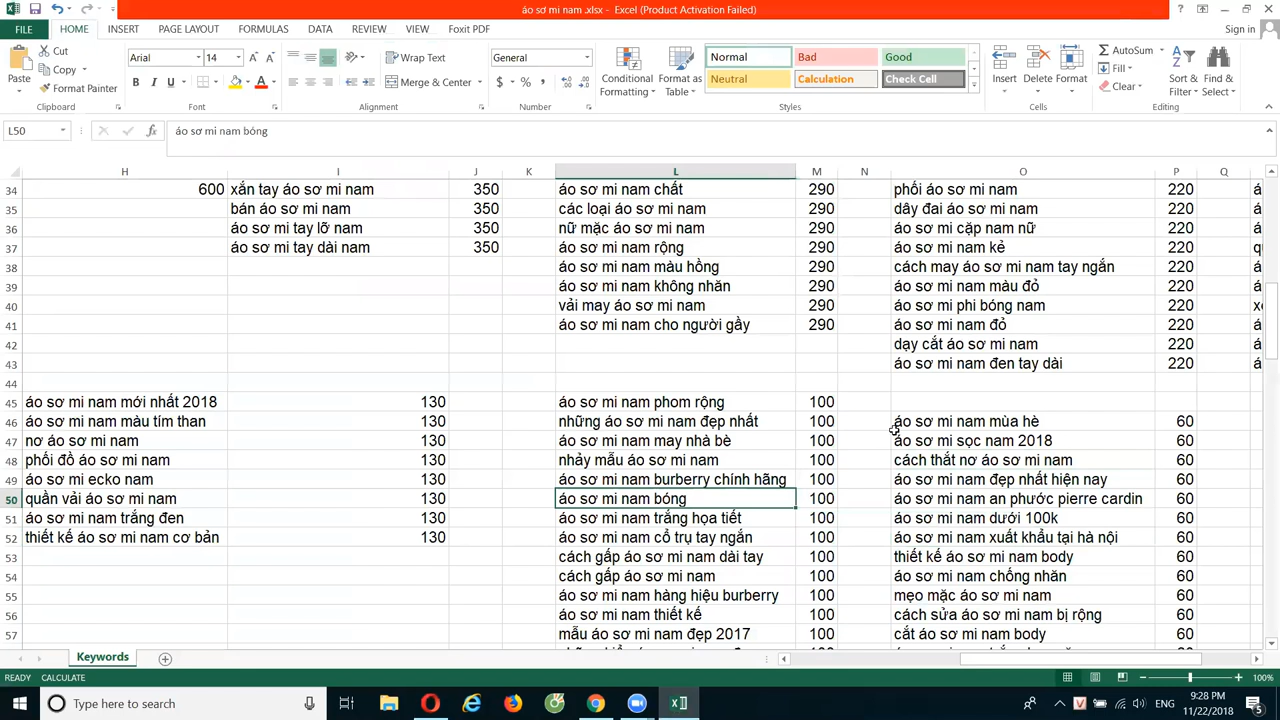 áo sơ mi nam .xlsx - Excel (Product Activation Failed)
FILE HOME INSERT PAGE LAYOUT FORMULAS DATA REVIEW VIEW Foxit PDF Sign in
Paste Cut Copy Format Painter Clipboard
Arial 14 B I U Font
Wrap Text Merge & Center Alignment
General $ % , Number
Conditional Formatting Format as Table Normal Bad Good Neutral Calculation Check Cell Styles
Insert Delete Format Cells
AutoSum Fill Clear Sort & Filter Find & Select Editing
L50 fx áo sơ mi nam bóng
H I J K L M N O P Q
34 600 xắn tay áo sơ mi nam 350 áo sơ mi nam chất 290 phối áo sơ mi nam 220 á
35 bán áo sơ mi nam 350 các loại áo sơ mi nam 290 dây đai áo sơ mi nam 220 á
36 áo sơ mi tay lỡ nam 350 nữ mặc áo sơ mi nam 290 áo sơ mi cặp nam nữ 220 á
37 áo sơ mi tay dài nam 350 áo sơ mi nam rộng 290 áo sơ mi nam kẻ 220 q
38 áo sơ mi nam màu hồng 290 cách may áo sơ mi nam tay ngắn 220 á
39 áo sơ mi nam không nhăn 290 áo sơ mi nam màu đỏ 220 á
40 vải may áo sơ mi nam 290 áo sơ mi phi bóng nam 220
41 áo sơ mi nam cho người gầy 290 áo sơ mi nam đỏ 220 á
42 dạy cắt áo sơ mi nam 220 á
43 áo sơ mi nam đen tay dài 220 á
44
45 áo sơ mi nam mới nhất 2018 130 áo sơ mi nam phom rộng 100
46 áo sơ mi nam màu tím than 130 những áo sơ mi nam đẹp nhất 100 áo sơ mi nam mùa hè 60
47 nơ áo sơ mi nam 130 áo sơ mi nam may nhà bè 100 áo sơ mi sọc nam 2018 60
48 phối đồ áo sơ mi nam 130 nhảy mẫu áo sơ mi nam 100 cách thắt nơ áo sơ mi nam 60
49 áo sơ mi ecko nam 130 áo sơ mi nam burberry chính hãng 100 áo sơ mi nam đẹp nhất hiện nay 60
50 quần vải áo sơ mi nam 130 áo sơ mi nam bóng 100 áo sơ mi nam an phước pierre cardin 60
51 áo sơ mi nam trắng đen 130 áo sơ mi nam trắng họa tiết 100 áo sơ mi nam dưới 100k 60
52 thiết kế áo sơ mi nam cơ bản 130 áo sơ mi nam cổ trụ tay ngắn 100 áo sơ mi nam xuất khẩu tại hà nội 60
53 cách gấp áo sơ mi nam dài tay 100 thiết kế áo sơ mi nam body 60
54 cách gấp áo sơ mi nam 100 áo sơ mi nam chống nhăn 60
55 áo sơ mi nam hàng hiệu burberry 100 mẹo mặc áo sơ mi nam 60
56 áo sơ mi nam thiết kế 100 cách sửa áo sơ mi nam bị rộng 60
57 mẫu áo sơ mi nam đẹp 2017 100 cắt áo sơ mi nam body 60
Keywords
READY CALCULATE 100%
Type here to search ENG 9:28 PM
11/22/2018 5